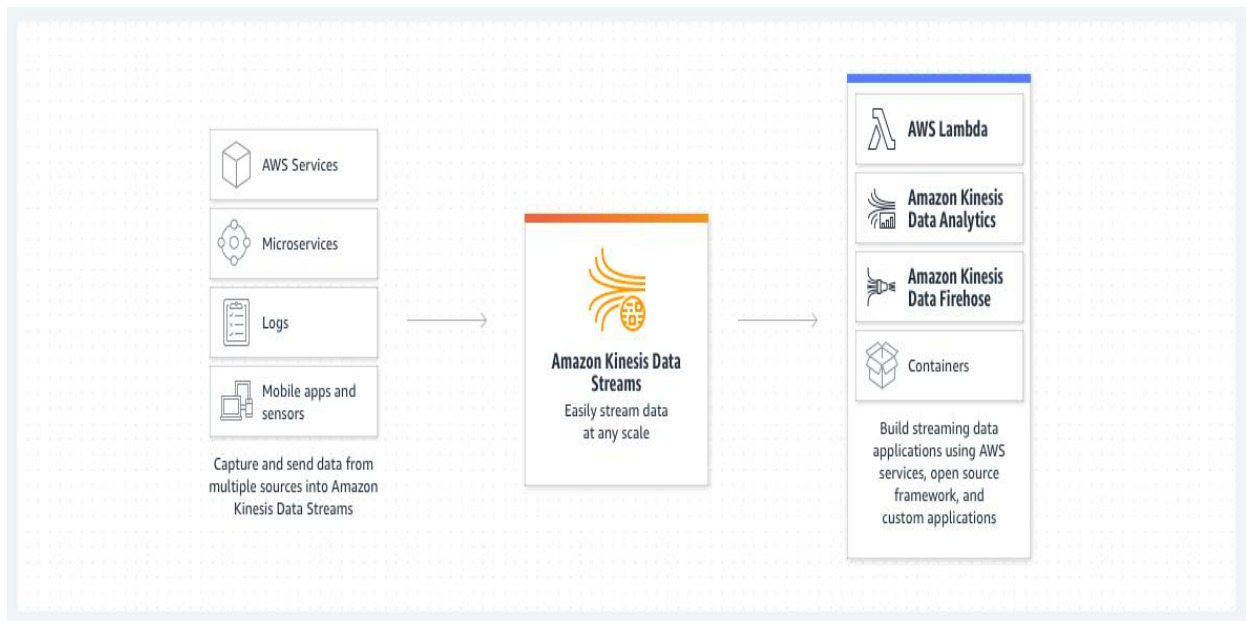 AWS Services
Microservices
Logs
Mobile apps and
sensors
Capture and send data from
multiple sources into Amazon
Kinesis Data Streams
Amazon Kinesis Data
Streams
Easily stream data
at any scale
AWS Lambda
Amazon Kinesis
Data Analytics
Amazon Kinesis
Data Firehose
Containers
Build streaming data
applications using AWS
services, open source
framework, and
custom applications